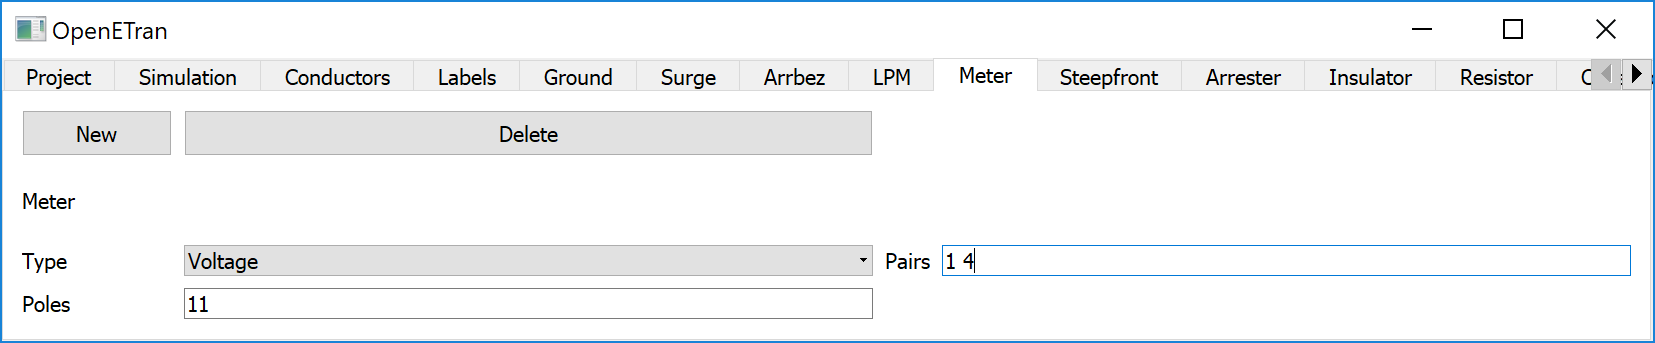 OpenETran
Project Simulation Conductors Labels Ground Surge Arrbez LPM Meter Steepfront Arrester Insulator Resistor
New Delete
Meter
Type Voltage Pairs 1 4
Poles 11